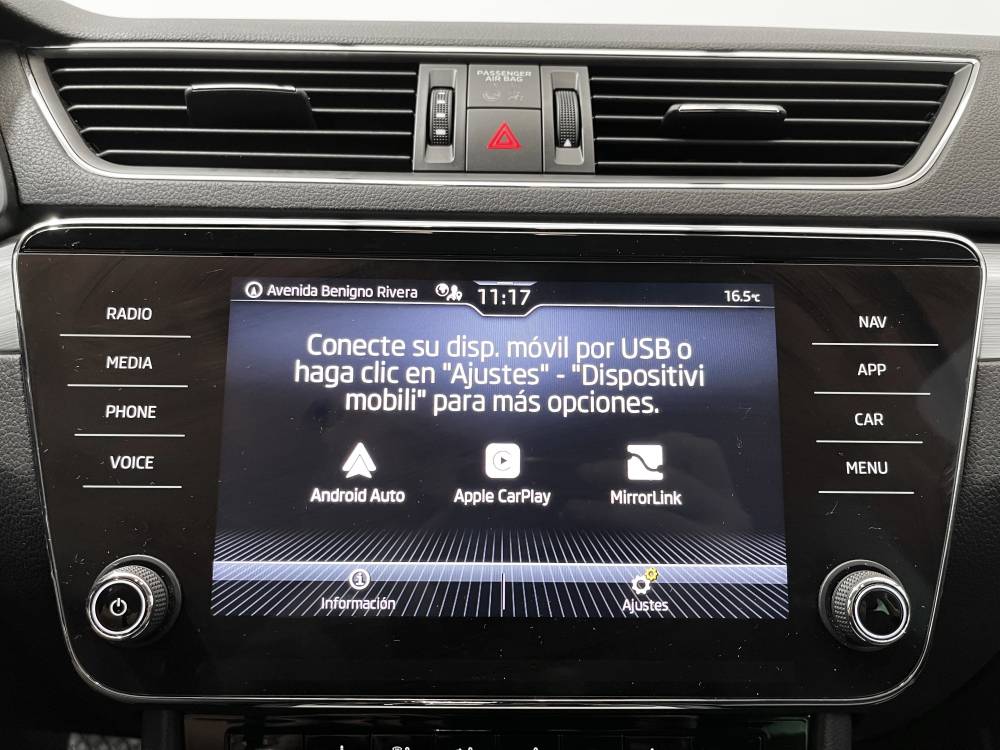 PASSENGER
AIR BAG
Avenida Benigno Rivera 11:17 16.5°C
RADIO
MEDIA
PHONE
VOICE
Conecte su disp. móvil por USB o
haga clic en "Ajustes" - "Dispositivi
mobili" para más opciones.
Android Auto Apple CarPlay MirrorLink
Información Ajustes
NAV
APP
CAR
MENU